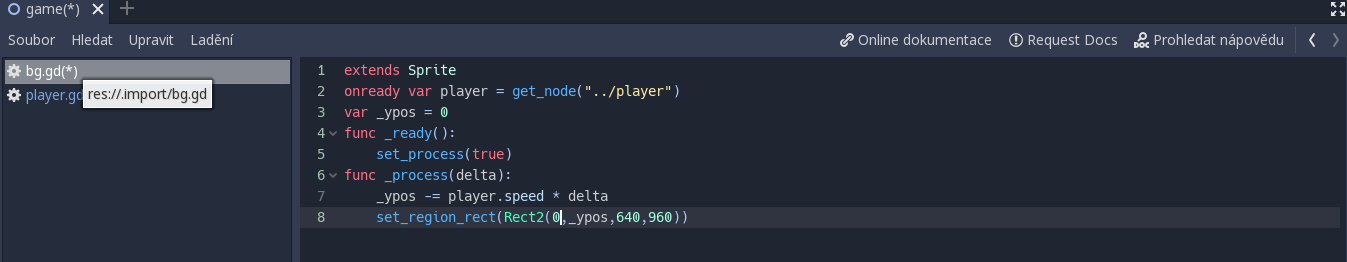 game(*)
Soubor Hledat Upravit Ladění Online dokumentace Request Docs Prohledat nápovědu
bg.gd(*)
player.gd
res://.import/bg.gd
1 extends Sprite
2 onready var player = get_node("../player")
3 var _ypos = 0
4 func _ready():
5 set_process(true)
6 func _process(delta):
7 _ypos -= player.speed * delta
8 set_region_rect(Rect2(0,_ypos,640,960))